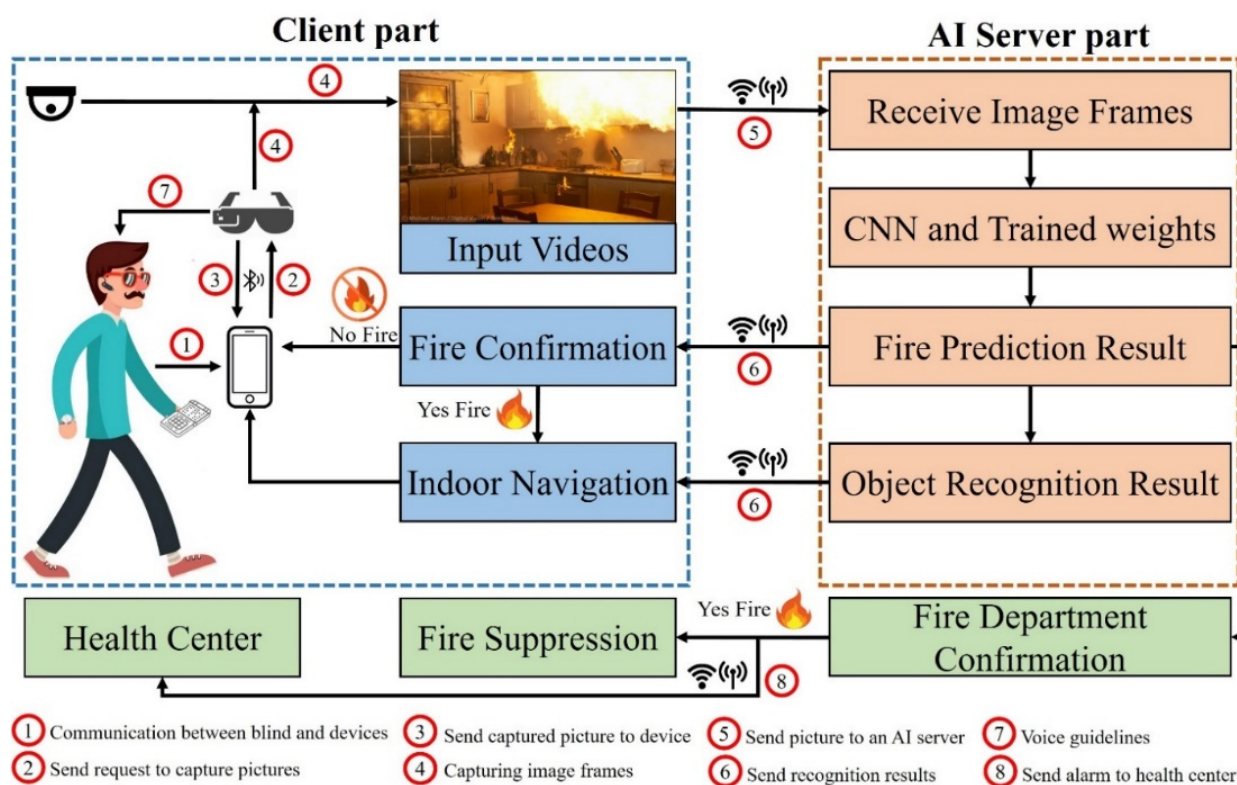 Client part
AI Server part
4
5
Receive Image Frames
4
7
CNN and Trained weights
Input Videos
3
2
No Fire
1
Fire Confirmation
6
Fire Prediction Result
Yes Fire
Indoor Navigation
6
Object Recognition Result
Yes Fire
Health Center
Fire Suppression
Fire Department
Confirmation
8
1 Communication between blind and devices
2 Send request to capture pictures
3 Send captured picture to device
4 Capturing image frames
5 Send picture to an AI server
6 Send recognition results
7 Voice guidelines
8 Send alarm to health center